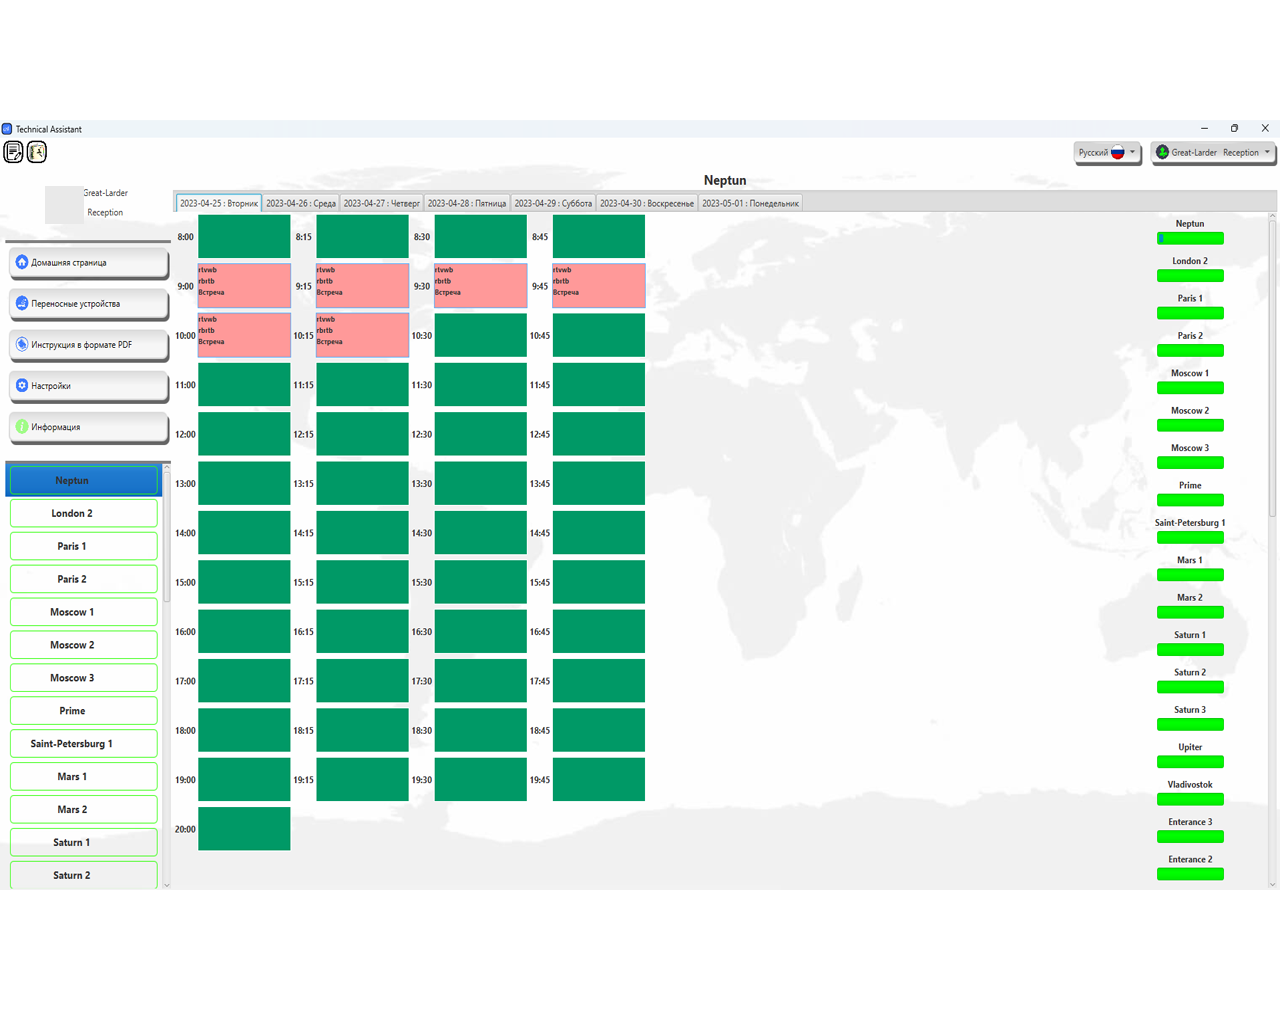 Technical Assistant
Русский
Great-Larder Reception
Neptun
Great-Larder
Reception
Домашняя страница
Переносные устройства
Инструкция в формате PDF
Настройки
Информация
Neptun
London 2
Paris 1
Paris 2
Moscow 1
Moscow 2
Moscow 3
Prime
Saint-Petersburg 1
Mars 1
Mars 2
Saturn 1
Saturn 2
2023-04-25 : Вторник 2023-04-26 : Среда 2023-04-27 : Четверг 2023-04-28 : Пятница 2023-04-29 : Суббота 2023-04-30 : Воскресенье 2023-05-01 : Понедельник
8:00 8:15 8:30 8:45
rtvwb rtvwb rtvwb rtvwb
9:00 rbrtb 9:15 rbrtb 9:30 rbrtb 9:45 rbrtb
Встреча Встреча Встреча Встреча
rtvwb rtvwb
10:00 rbrtb 10:15 rbrtb 10:30 10:45
Встреча Встреча
11:00 11:15 11:30 11:45
12:00 12:15 12:30 12:45
13:00 13:15 13:30 13:45
14:00 14:15 14:30 14:45
15:00 15:15 15:30 15:45
16:00 16:15 16:30 16:45
17:00 17:15 17:30 17:45
18:00 18:15 18:30 18:45
19:00 19:15 19:30 19:45
20:00
Neptun
London 2
Paris 1
Paris 2
Moscow 1
Moscow 2
Moscow 3
Prime
Saint-Petersburg 1
Mars 1
Mars 2
Saturn 1
Saturn 2
Saturn 3
Upiter
Vladivostok
Enterance 3
Enterance 2